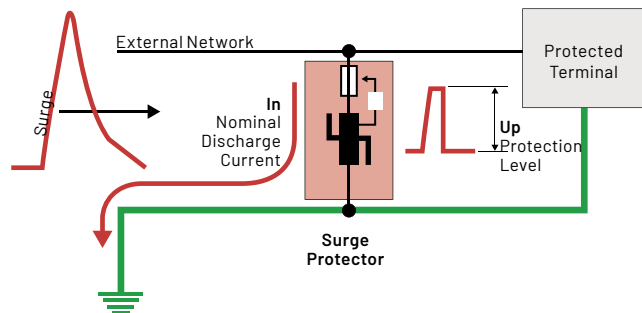 External Network
Surge
In
Nominal
Discharge
Current
Up
Protection
Level
Protected
Terminal
Surge
Protector